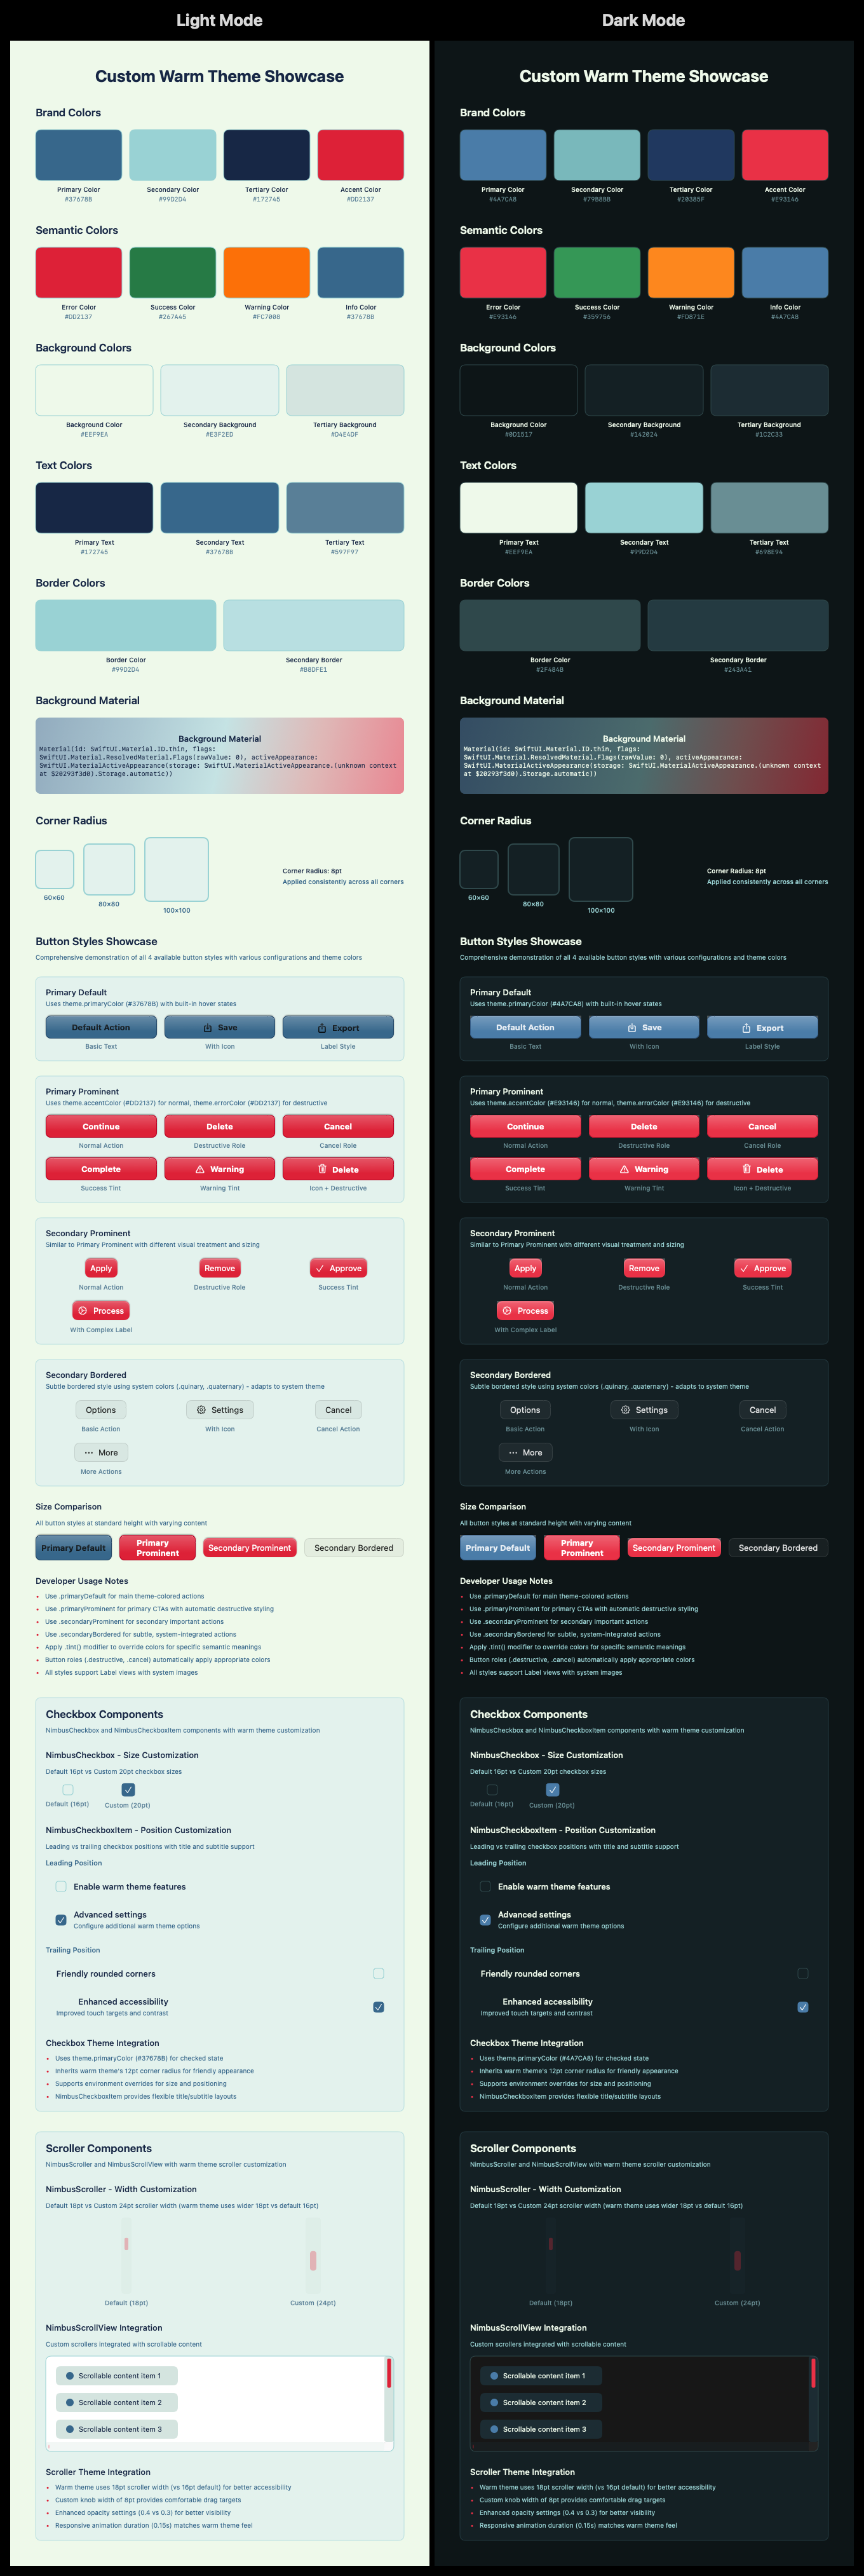 Light Mode
Custom Warm Theme Showcase
Brand Colors
Primary Color
Secondary Color
Tertiary Color
Accent Color
#37678B
#99D2D4
#172745
#DD2137
Semantic Colors
Error Color
Success Color
Warning Color
Info Color
#DD2137
#267A45
#FC7008
#37678B
Background Colors
Background Color
Secondary Background
Tertiary Background
#EEF9EA
#E3F2ED
#D4E4DF
Text Colors
Primary Text
Secondary Text
Tertiary Text
#172745
#37678B
#597F97
Border Colors
Border Color
Secondary Border
#99D2D4
#B8DFE1
Background Material
Background Material
Material(id: SwiftUI.Material.ID.thin, flags:
SwiftUI.Material.ResolvedMaterial.Flags(rawValue: 0), activeAppearance:
SwiftUI.MaterialActiveAppearance(storage: SwiftUI.MaterialActiveAppearance.(unknown context
at $20293f3d0).Storage.automatic))
Corner Radius
60×60
80×80
100×100
Corner Radius: 8pt
Applied consistently across all corners
Button Styles Showcase
Comprehensive demonstration of all 4 available button styles with various configurations and theme colors
Primary Default
Uses theme.primaryColor (#37678B) with built-in hover states
Default Action
Save
Export
Basic Text
With Icon
Label Style
Primary Prominent
Uses theme.accentColor (#DD2137) for normal, theme.errorColor (#DD2137) for destructive
Continue
Delete
Cancel
Normal Action
Destructive Role
Cancel Role
Complete
Warning
Delete
Success Tint
Warning Tint
Icon + Destructive
Secondary Prominent
Similar to Primary Prominent with different visual treatment and sizing
Apply
Remove
Approve
Normal Action
Destructive Role
Success Tint
Process
With Complex Label
Secondary Bordered
Subtle bordered style using system colors (.quinary, .quaternary) - adapts to system theme
Options
Settings
Cancel
Basic Action
With Icon
Cancel Action
More
More Actions
Size Comparison
All button styles at standard height with varying content
Primary Default
Primary
Prominent
Secondary Prominent
Secondary Bordered
Developer Usage Notes
• Use .primaryDefault for main theme-colored actions
• Use .primaryProminent for primary CTAs with automatic destructive styling
• Use .secondaryProminent for secondary important actions
• Use .secondaryBordered for subtle, system-integrated actions
• Apply .tint() modifier to override colors for specific semantic meanings
• Button roles (.destructive, .cancel) automatically apply appropriate colors
• All styles support Label views with system images
Checkbox Components
NimbusCheckbox and NimbusCheckboxItem components with warm theme customization
NimbusCheckbox - Size Customization
Default 16pt vs Custom 20pt checkbox sizes
Default (16pt)
Custom (20pt)
NimbusCheckboxItem - Position Customization
Leading vs trailing checkbox positions with title and subtitle support
Leading Position
Enable warm theme features
Advanced settings
Configure additional warm theme options
Trailing Position
Friendly rounded corners
Enhanced accessibility
Improved touch targets and contrast
Checkbox Theme Integration
• Uses theme.primaryColor (#37678B) for checked state
• Inherits warm theme's 12pt corner radius for friendly appearance
• Supports environment overrides for size and positioning
• NimbusCheckboxItem provides flexible title/subtitle layouts
Scroller Components
NimbusScroller and NimbusScrollView with warm theme scroller customization
NimbusScroller - Width Customization
Default 18pt vs Custom 24pt scroller width (warm theme uses wider 18pt vs default 16pt)
Default (18pt)
Custom (24pt)
NimbusScrollView Integration
Custom scrollers integrated with scrollable content
Scrollable content item 1
Scrollable content item 2
Scrollable content item 3
Scroller Theme Integration
• Warm theme uses 18pt scroller width (vs 16pt default) for better accessibility
• Custom knob width of 8pt provides comfortable drag targets
• Enhanced opacity settings (0.4 vs 0.3) for better visibility
• Responsive animation duration (0.15s) matches warm theme feel
Dark Mode
Custom Warm Theme Showcase
Brand Colors
Primary Color
Secondary Color
Tertiary Color
Accent Color
#4A7CA8
#79B8BB
#20385F
#E93146
Semantic Colors
Error Color
Success Color
Warning Color
Info Color
#E93146
#359756
#FD871E
#4A7CA8
Background Colors
Background Color
Secondary Background
Tertiary Background
#0D1517
#142024
#1C2C33
Text Colors
Primary Text
Secondary Text
Tertiary Text
#EEF9EA
#99D2D4
#698E94
Border Colors
Border Color
Secondary Border
#2F484B
#243A41
Background Material
Background Material
Material(id: SwiftUI.Material.ID.thin, flags:
SwiftUI.Material.ResolvedMaterial.Flags(rawValue: 0), activeAppearance:
SwiftUI.MaterialActiveAppearance(storage: SwiftUI.MaterialActiveAppearance.(unknown context
at $20293f3d0).Storage.automatic))
Corner Radius
60×60
80×80
100×100
Corner Radius: 8pt
Applied consistently across all corners
Button Styles Showcase
Comprehensive demonstration of all 4 available button styles with various configurations and theme colors
Primary Default
Uses theme.primaryColor (#4A7CA8) with built-in hover states
Default Action
Save
Export
Basic Text
With Icon
Label Style
Primary Prominent
Uses theme.accentColor (#E93146) for normal, theme.errorColor (#E93146) for destructive
Continue
Delete
Cancel
Normal Action
Destructive Role
Cancel Role
Complete
Warning
Delete
Success Tint
Warning Tint
Icon + Destructive
Secondary Prominent
Similar to Primary Prominent with different visual treatment and sizing
Apply
Remove
Approve
Normal Action
Destructive Role
Success Tint
Process
With Complex Label
Secondary Bordered
Subtle bordered style using system colors (.quinary, .quaternary) - adapts to system theme
Options
Settings
Cancel
Basic Action
With Icon
Cancel Action
More
More Actions
Size Comparison
All button styles at standard height with varying content
Primary Default
Primary
Prominent
Secondary Prominent
Secondary Bordered
Developer Usage Notes
• Use .primaryDefault for main theme-colored actions
• Use .primaryProminent for primary CTAs with automatic destructive styling
• Use .secondaryProminent for secondary important actions
• Use .secondaryBordered for subtle, system-integrated actions
• Apply .tint() modifier to override colors for specific semantic meanings
• Button roles (.destructive, .cancel) automatically apply appropriate colors
• All styles support Label views with system images
Checkbox Components
NimbusCheckbox and NimbusCheckboxItem components with warm theme customization
NimbusCheckbox - Size Customization
Default 16pt vs Custom 20pt checkbox sizes
Default (16pt)
Custom (20pt)
NimbusCheckboxItem - Position Customization
Leading vs trailing checkbox positions with title and subtitle support
Leading Position
Enable warm theme features
Advanced settings
Configure additional warm theme options
Trailing Position
Friendly rounded corners
Enhanced accessibility
Improved touch targets and contrast
Checkbox Theme Integration
• Uses theme.primaryColor (#4A7CA8) for checked state
• Inherits warm theme's 12pt corner radius for friendly appearance
• Supports environment overrides for size and positioning
• NimbusCheckboxItem provides flexible title/subtitle layouts
Scroller Components
NimbusScroller and NimbusScrollView with warm theme scroller customization
NimbusScroller - Width Customization
Default 18pt vs Custom 24pt scroller width (warm theme uses wider 18pt vs default 16pt)
Default (18pt)
Custom (24pt)
NimbusScrollView Integration
Custom scrollers integrated with scrollable content
Scrollable content item 1
Scrollable content item 2
Scrollable content item 3
Scroller Theme Integration
• Warm theme uses 18pt scroller width (vs 16pt default) for better accessibility
• Custom knob width of 8pt provides comfortable drag targets
• Enhanced opacity settings (0.4 vs 0.3) for better visibility
• Responsive animation duration (0.15s) matches warm theme feel